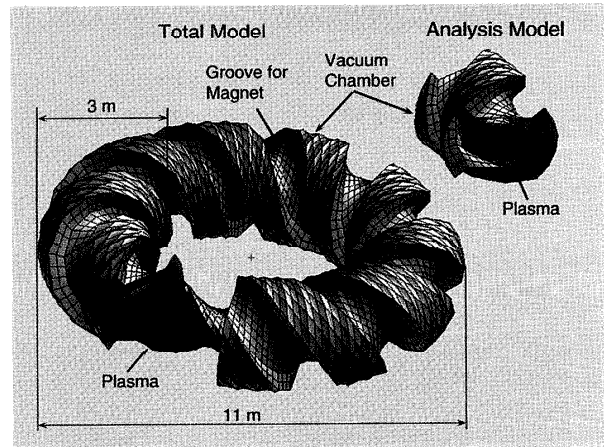 Total Model
Analysis Model
Groove for
Magnet
Vacuum
Chamber
3 m
Plasma
Plasma
11 m